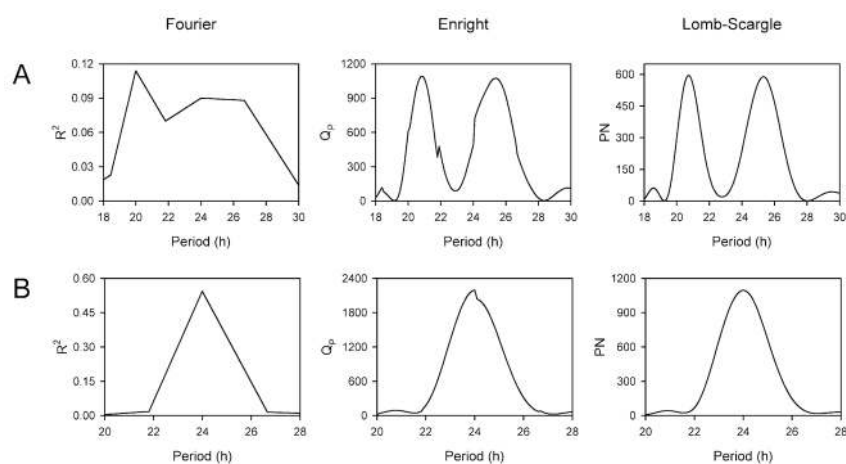 Fourier Enright Lomb-Scargle
A
R²
0.12
0.09
0.06
0.03
0.00
18 20 22 24 26 28 30
Period (h)
Qp
1200
900
600
300
0
18 20 22 24 26 28 30
Period (h)
PN
600
450
300
150
0
18 20 22 24 26 28 30
Period (h)
B
R²
0.60
0.45
0.30
0.15
0.00
20 22 24 26 28
Period (h)
Qp
2400
1800
1200
600
0
20 22 24 26 28
Period (h)
PN
1200
900
600
300
0
20 22 24 26 28
Period (h)